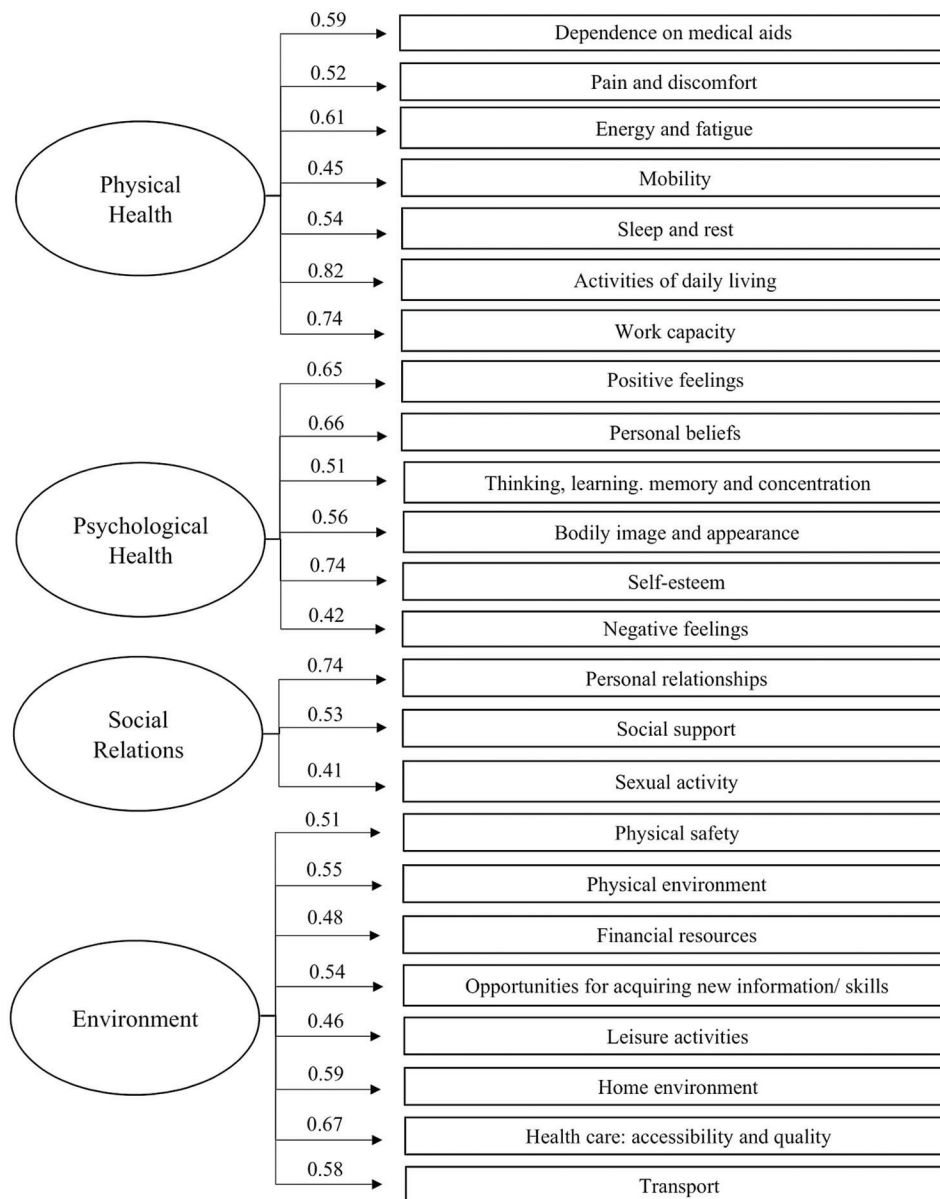 0.59
Dependence on medical aids
0.52
Pain and discomfort
0.61
Energy and fatigue
Physical
Health
0.45
Mobility
0.54
Sleep and rest
0.82
Activities of daily living
0.74
Work capacity
0.65
Positive feelings
0.66
Personal beliefs
0.51
Thinking, learning. memory and concentration
Psychological
Health
0.56
Bodily image and appearance
0.74
Self-esteem
0.42
Negative feelings
0.74
Personal relationships
Social
Relations
0.53
Social support
0.41
Sexual activity
0.51
Physical safety
0.55
Physical environment
0.48
Financial resources
0.54
Opportunities for acquiring new information/ skills
Environment
0.46
Leisure activities
0.59
Home environment
0.67
Health care: accessibility and quality
0.58
Transport